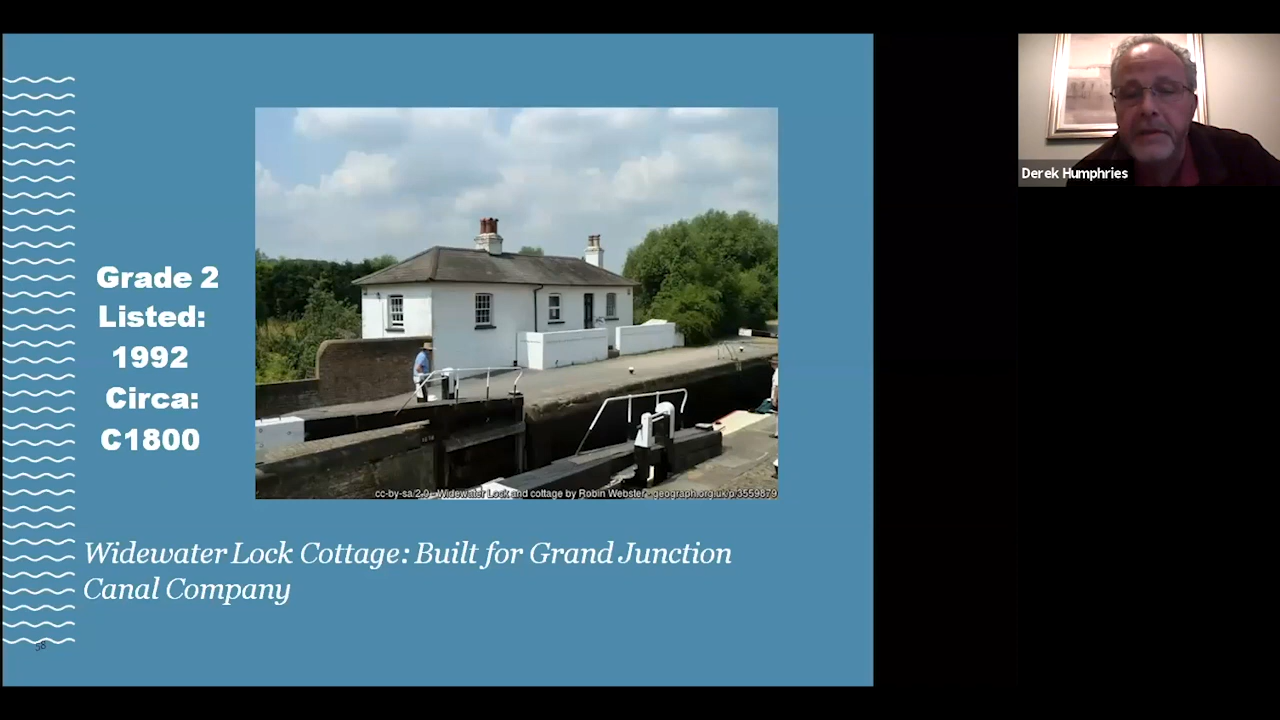 Grade 2
Listed:
1992
Circa:
C1800
cc-by-sa/2.0 - Widewater Lock and cottage by Robin Webster - geograph.org.uk/p/3559879
Widewater Lock Cottage: Built for Grand Junction
Canal Company
58
Derek Humphries